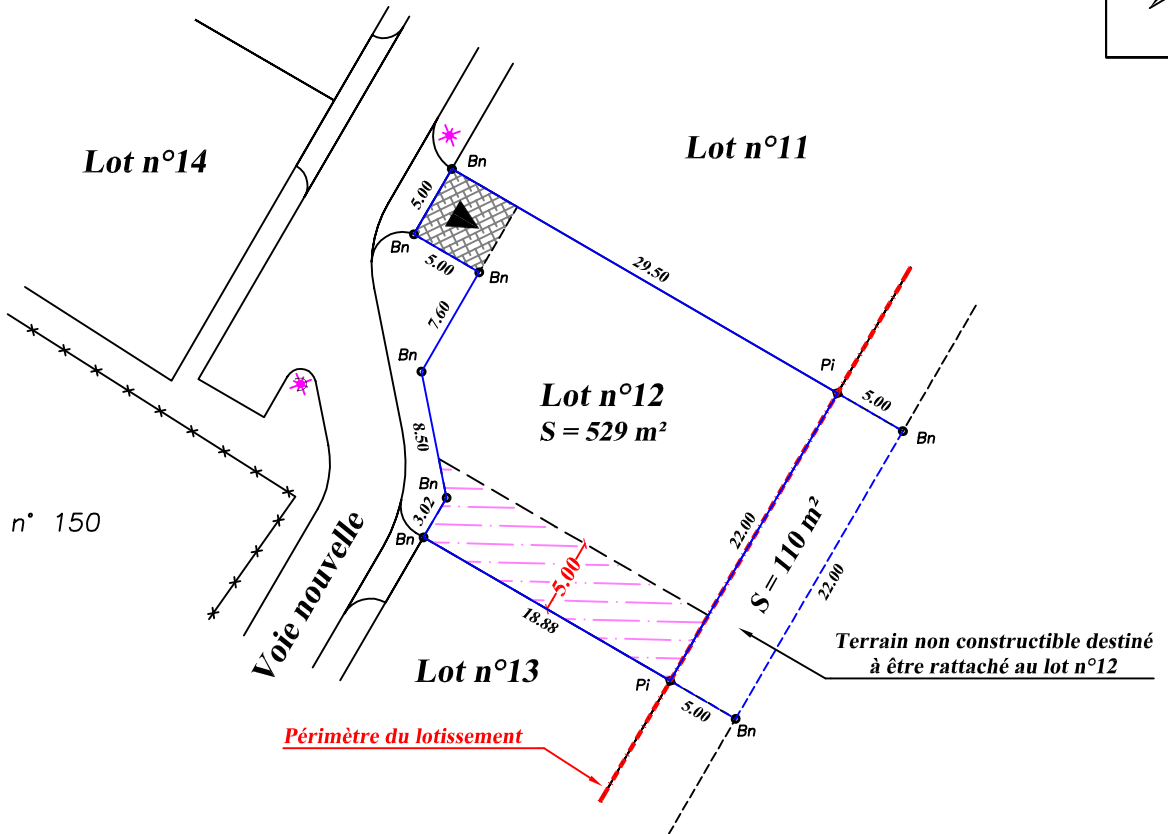 Lot n°14
Lot n°11
Bn
5.00
Bn
5.00
Bn
29.50
7.60
Bn
Pi
5.00
Bn
Lot n°12
S = 529 m²
8.50
Bn
3.02
Bn
n° 150
Voie nouvelle
5.00
18.88
22.00
S = 110 m²
22.00
Terrain non constructible destiné
à être rattaché au lot n°12
Lot n°13
Pi
5.00
Bn
Périmètre du lotissement